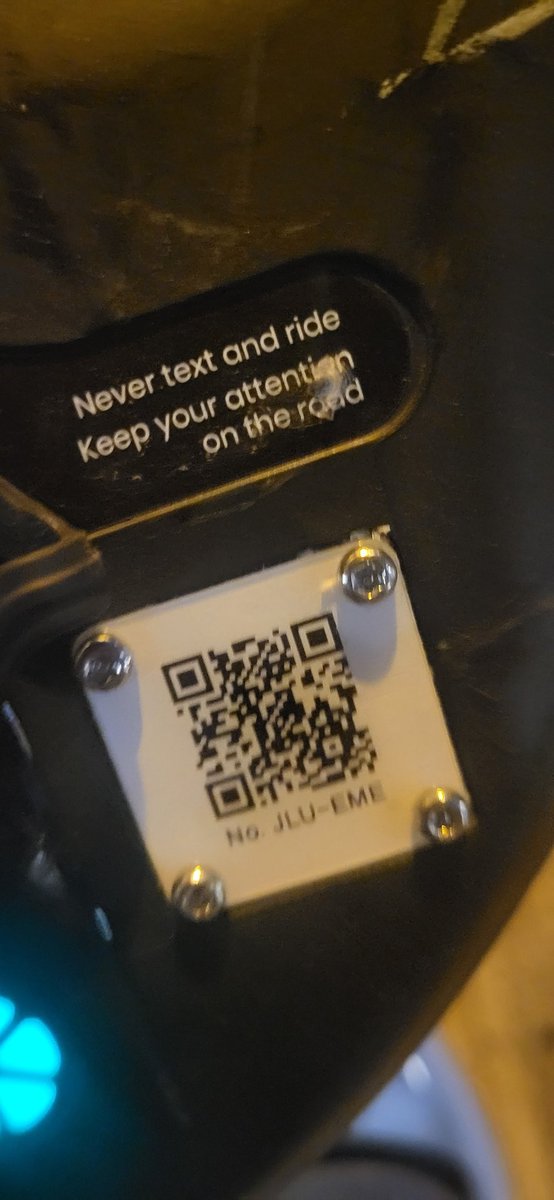 Never text and ride
Keep your attention
on the road
No. JLU-EME